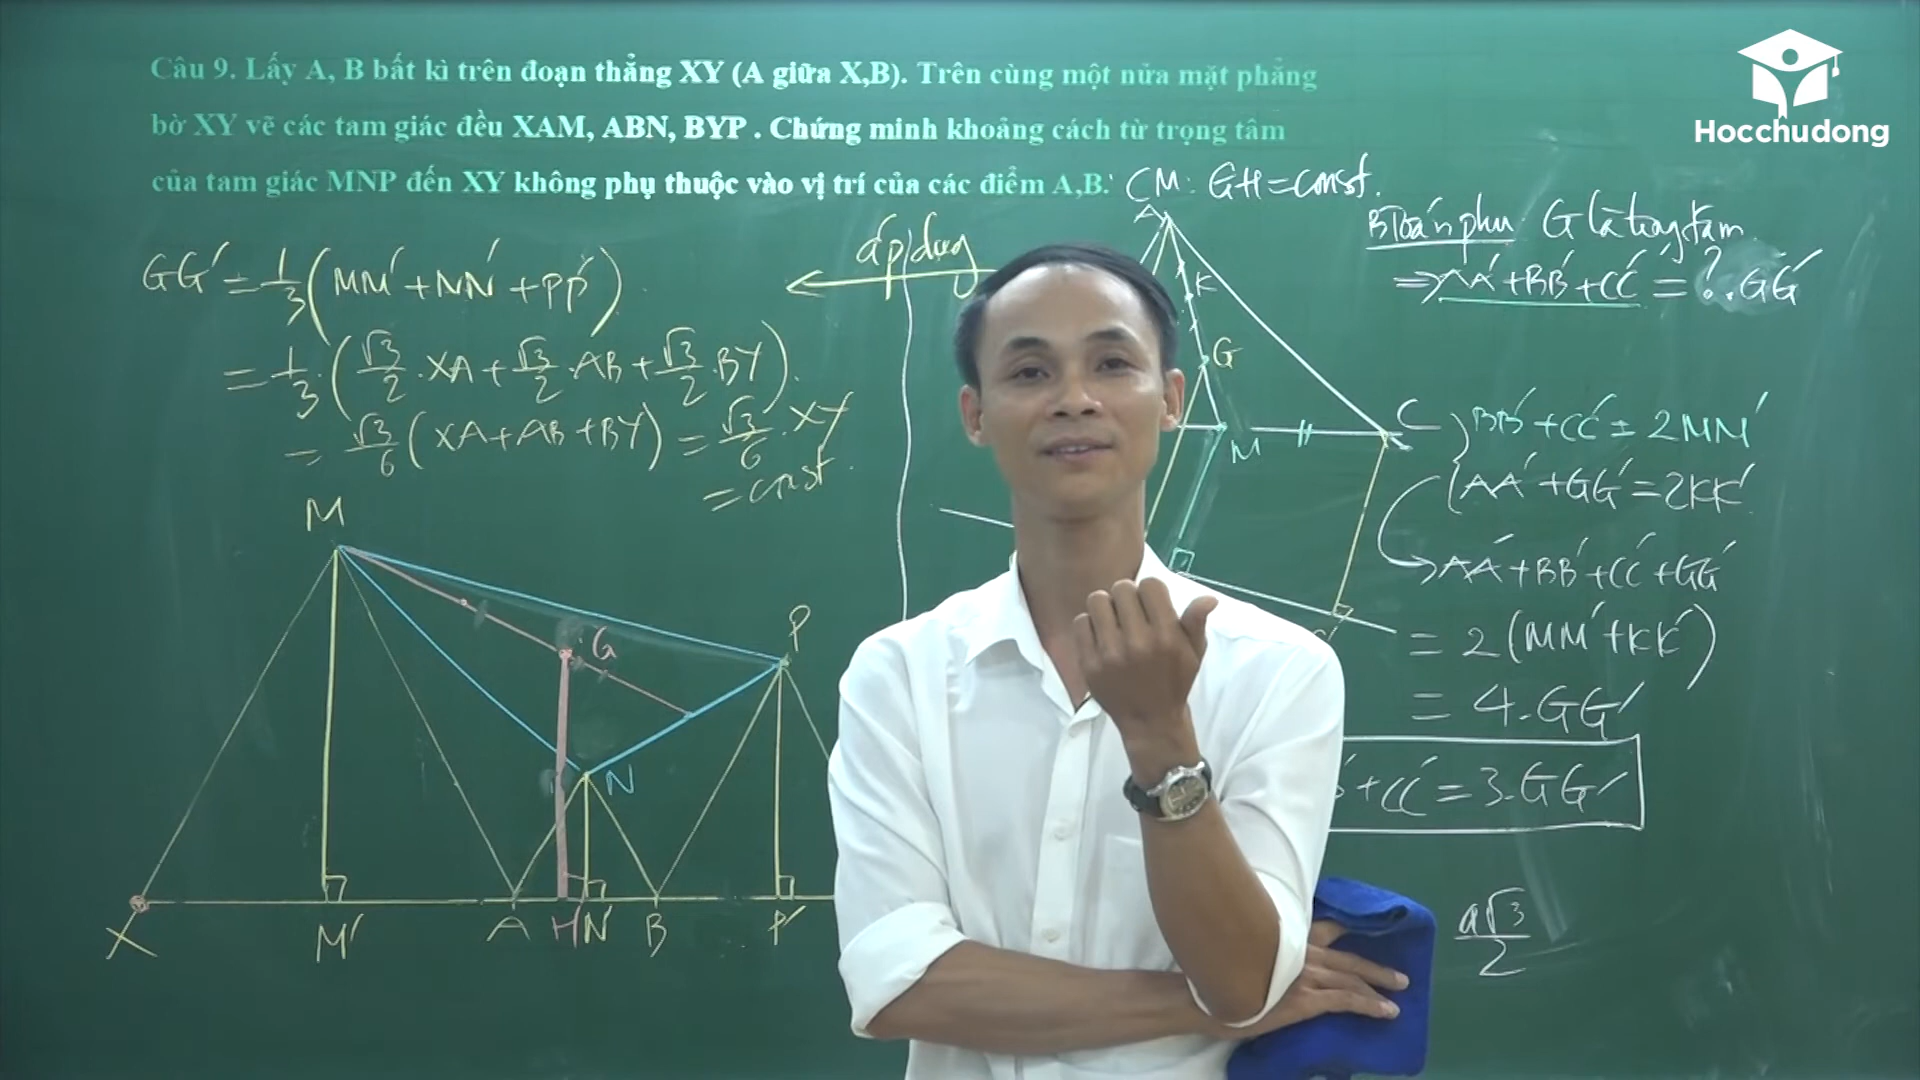 Câu 9. Lấy A, B bất kì trên đoạn thẳng XY (A giữa X,B). Trên cùng một nửa mặt phẳng
bờ XY vẽ các tam giác đều XAM, ABN, BYP . Chứng minh khoảng cách từ trọng tâm
của tam giác MNP đến XY không phụ thuộc vào vị trí của các điểm A,B.
Hocchudong
CM: GH = const.
BToán phụ: G là trọng tâm
⇒ AA' + BB' + CC' = ?.GG'
áp dụng
GG' = 1/3 (MM' + NN' + PP')
= 1/3 . (√3/2 . XA + √3/2 . AB + √3/2 . BY).
= √3/6 (XA + AB + BY) = √3/6 . XY
= const.
A
K
G
M
C
BB' + CC' = 2MM'
AA' + GG' = 2KK'
→ AA' + BB' + CC' + GG'
= 2(MM' + KK')
= 4.GG'
+ CC' = 3.GG'
a√3/2
M
P
G
N
X
M'
A
H
N'
B
P'